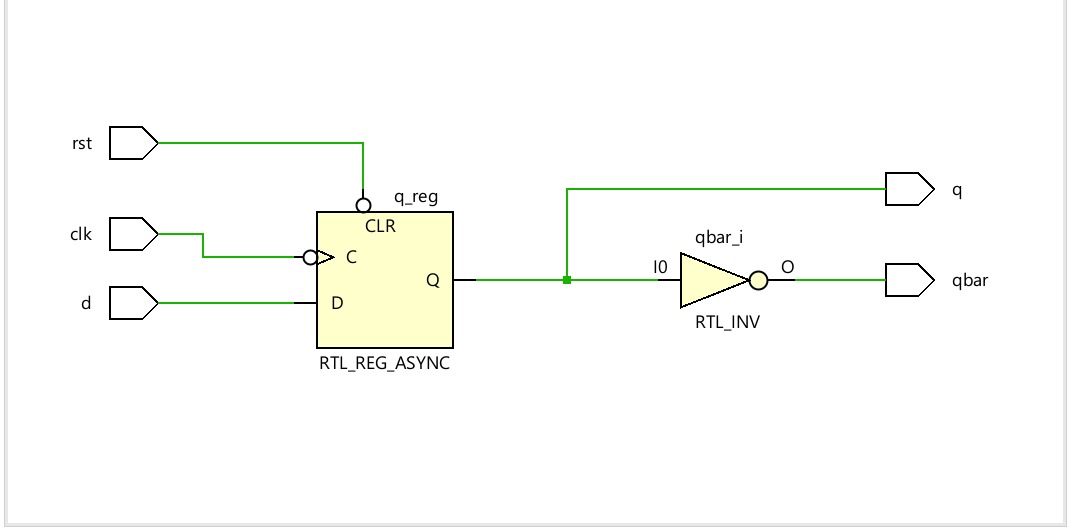 rst
q_reg
CLR
q
clk
C
qbar_i
I0
O
Q
qbar
d
D
RTL_INV
RTL_REG_ASYNC